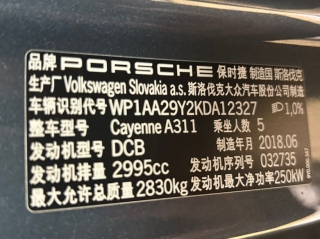 品牌 PORSCHE 保时捷 制造国 斯洛伐克
生产厂 Volkswagen Slovakia a.s. 斯洛伐克大众汽车股份公司制造
车辆识别代号 WP1AA29Y2KDA12327 1,0%
整车型号 Cayenne A311 乘坐人数 5
发动机型号 DCB 制造年月 2018.06
发动机排量 2995cc 发动机序列号 032735
最大允许总质量 2830kg 发动机最大净功率 250kW